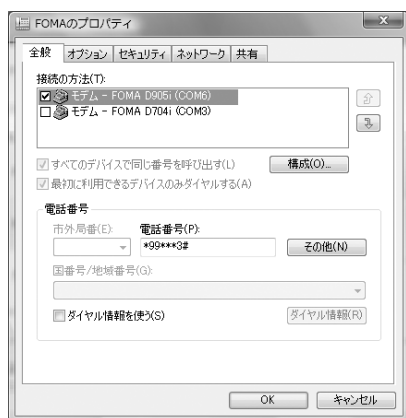 FOMAのプロパティ
全般 オプション セキュリティ ネットワーク 共有
接続の方法(T):
モデム - FOMA D905i (COM6)
モデム - FOMA D704i (COM3)
すべてのデバイスで同じ番号を呼び出す(L) 構成(O)...
最初に利用できるデバイスのみダイヤルする(A)
電話番号
市外局番(E): 電話番号(P):
*99***3# その他(N)
国番号/地域番号(G):
ダイヤル情報を使う(S) ダイヤル情報(R)
OK キャンセル